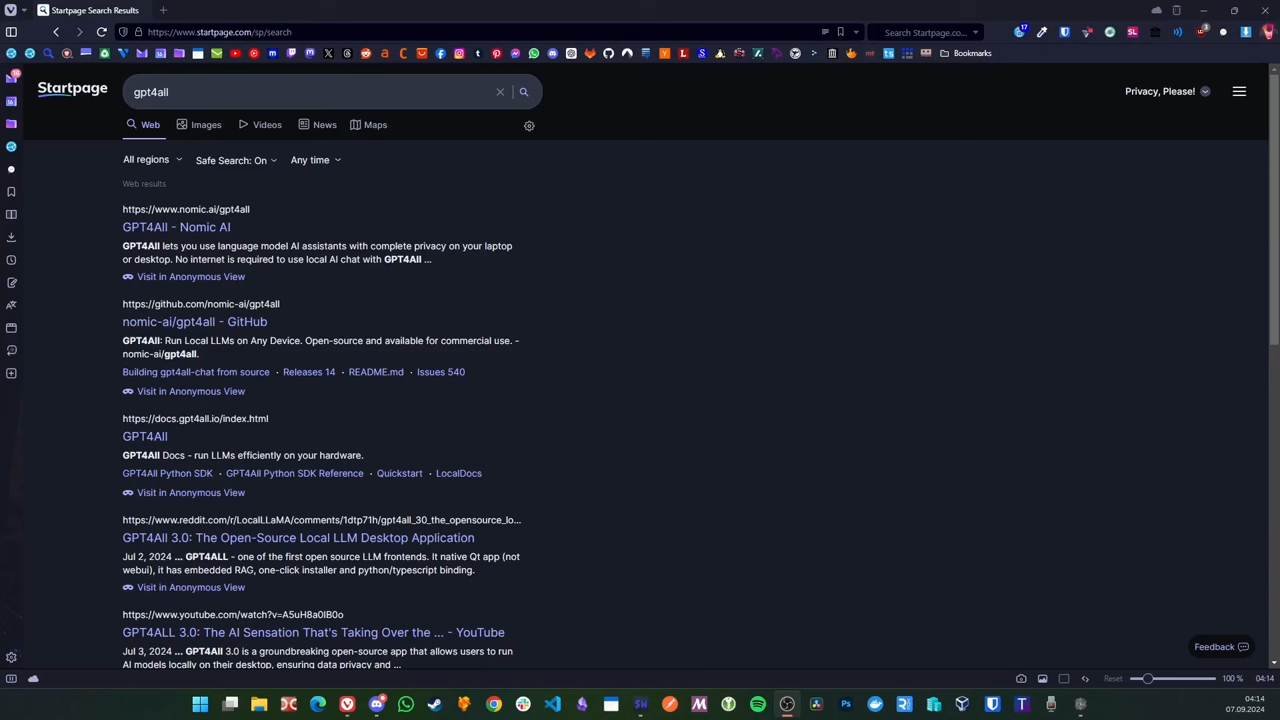 Startpage Search Results
https://www.startpage.com/sp/search
Search Startpage.co...
17
Bookmarks
Startpage
gpt4all
Privacy, Please!
Web
Images
Videos
News
Maps
All regions
Safe Search: On
Any time
Web results
https://www.nomic.ai/gpt4all
GPT4All - Nomic AI
GPT4All lets you use language model AI assistants with complete privacy on your laptop
or desktop. No internet is required to use local AI chat with GPT4All ...
Visit in Anonymous View
https://github.com/nomic-ai/gpt4all
nomic-ai/gpt4all - GitHub
GPT4All: Run Local LLMs on Any Device. Open-source and available for commercial use. -
nomic-ai/gpt4all.
Building gpt4all-chat from source · Releases 14 · README.md · Issues 540
Visit in Anonymous View
https://docs.gpt4all.io/index.html
GPT4All
GPT4All Docs - run LLMs efficiently on your hardware.
GPT4All Python SDK · GPT4All Python SDK Reference · Quickstart · LocalDocs
Visit in Anonymous View
https://www.reddit.com/r/LocalLLaMA/comments/1dtp71h/gpt4all_30_the_opensource_lo...
GPT4All 3.0: The Open-Source Local LLM Desktop Application
Jul 2, 2024 ... GPT4ALL - one of the first open source LLM frontends. It native Qt app (not
webui), it has embedded RAG, one-click installer and python/typescript binding.
Visit in Anonymous View
https://www.youtube.com/watch?v=A5uH8a0IB0o
GPT4ALL 3.0: The AI Sensation That's Taking Over the ... - YouTube
Jul 3, 2024 ... GPT4All 3.0 is a groundbreaking open-source app that allows users to run
AI models locally on their desktop, ensuring data privacy and ...
Feedback
Reset
100 %
04:14
04:14
07.09.2024